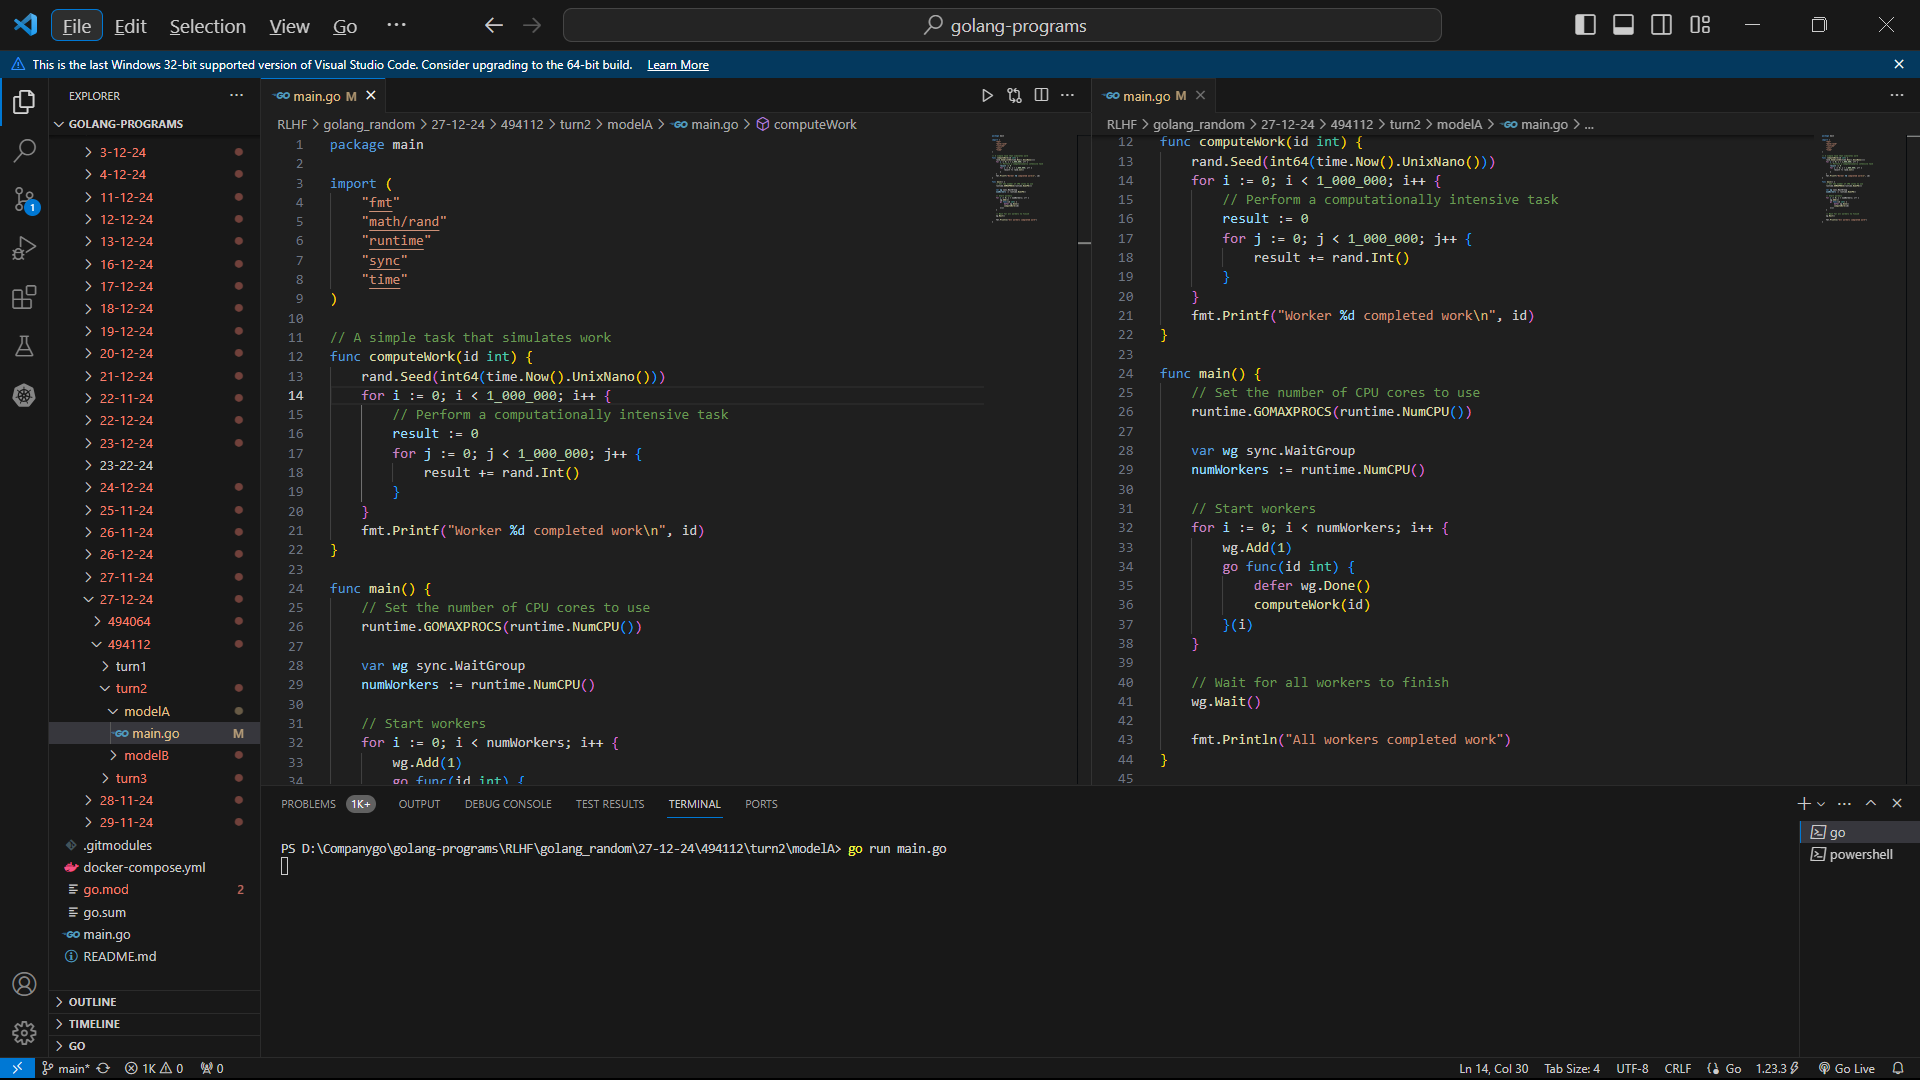 File Edit Selection View Go ··· golang-programs
This is the last Windows 32-bit supported version of Visual Studio Code. Consider upgrading to the 64-bit build. Learn More
EXPLORER
GOLANG-PROGRAMS
3-12-24
4-12-24
11-12-24
12-12-24
13-12-24
16-12-24
17-12-24
18-12-24
19-12-24
20-12-24
21-12-24
22-11-24
22-12-24
23-12-24
23-22-24
24-12-24
25-11-24
26-11-24
26-12-24
27-11-24
27-12-24
494064
494112
turn1
turn2
modelA
main.go M
modelB
turn3
28-11-24
29-11-24
.gitmodules
docker-compose.yml
go.mod 2
go.sum
main.go
README.md
OUTLINE
TIMELINE
GO
1
main.go M
RLHF > golang_random > 27-12-24 > 494112 > turn2 > modelA > main.go > computeWork
1 package main
2
3 import (
4 "fmt"
5 "math/rand"
6 "runtime"
7 "sync"
8 "time"
9 )
10
11 // A simple task that simulates work
12 func computeWork(id int) {
13 rand.Seed(int64(time.Now().UnixNano()))
14 for i := 0; i < 1_000_000; i++ {
15 // Perform a computationally intensive task
16 result := 0
17 for j := 0; j < 1_000_000; j++ {
18 result += rand.Int()
19 }
20 }
21 fmt.Printf("Worker %d completed work\n", id)
22 }
23
24 func main() {
25 // Set the number of CPU cores to use
26 runtime.GOMAXPROCS(runtime.NumCPU())
27
28 var wg sync.WaitGroup
29 numWorkers := runtime.NumCPU()
30
31 // Start workers
32 for i := 0; i < numWorkers; i++ {
33 wg.Add(1)
34 go func(id int) {
main.go M
RLHF > golang_random > 27-12-24 > 494112 > turn2 > modelA > main.go > ...
12 func computeWork(id int) {
13 rand.Seed(int64(time.Now().UnixNano()))
14 for i := 0; i < 1_000_000; i++ {
15 // Perform a computationally intensive task
16 result := 0
17 for j := 0; j < 1_000_000; j++ {
18 result += rand.Int()
19 }
20 }
21 fmt.Printf("Worker %d completed work\n", id)
22 }
23
24 func main() {
25 // Set the number of CPU cores to use
26 runtime.GOMAXPROCS(runtime.NumCPU())
27
28 var wg sync.WaitGroup
29 numWorkers := runtime.NumCPU()
30
31 // Start workers
32 for i := 0; i < numWorkers; i++ {
33 wg.Add(1)
34 go func(id int) {
35 defer wg.Done()
36 computeWork(id)
37 }(i)
38 }
39
40 // Wait for all workers to finish
41 wg.Wait()
42
43 fmt.Println("All workers completed work")
44 }
45
PROBLEMS 1K+ OUTPUT DEBUG CONSOLE TEST RESULTS TERMINAL PORTS
PS D:\Companygo\golang-programs\RLHF\golang_random\27-12-24\494112\turn2\modelA> go run main.go
go
powershell
main* 1K 0 0 Ln 14, Col 30 Tab Size: 4 UTF-8 CRLF Go 1.23.3 Go Live